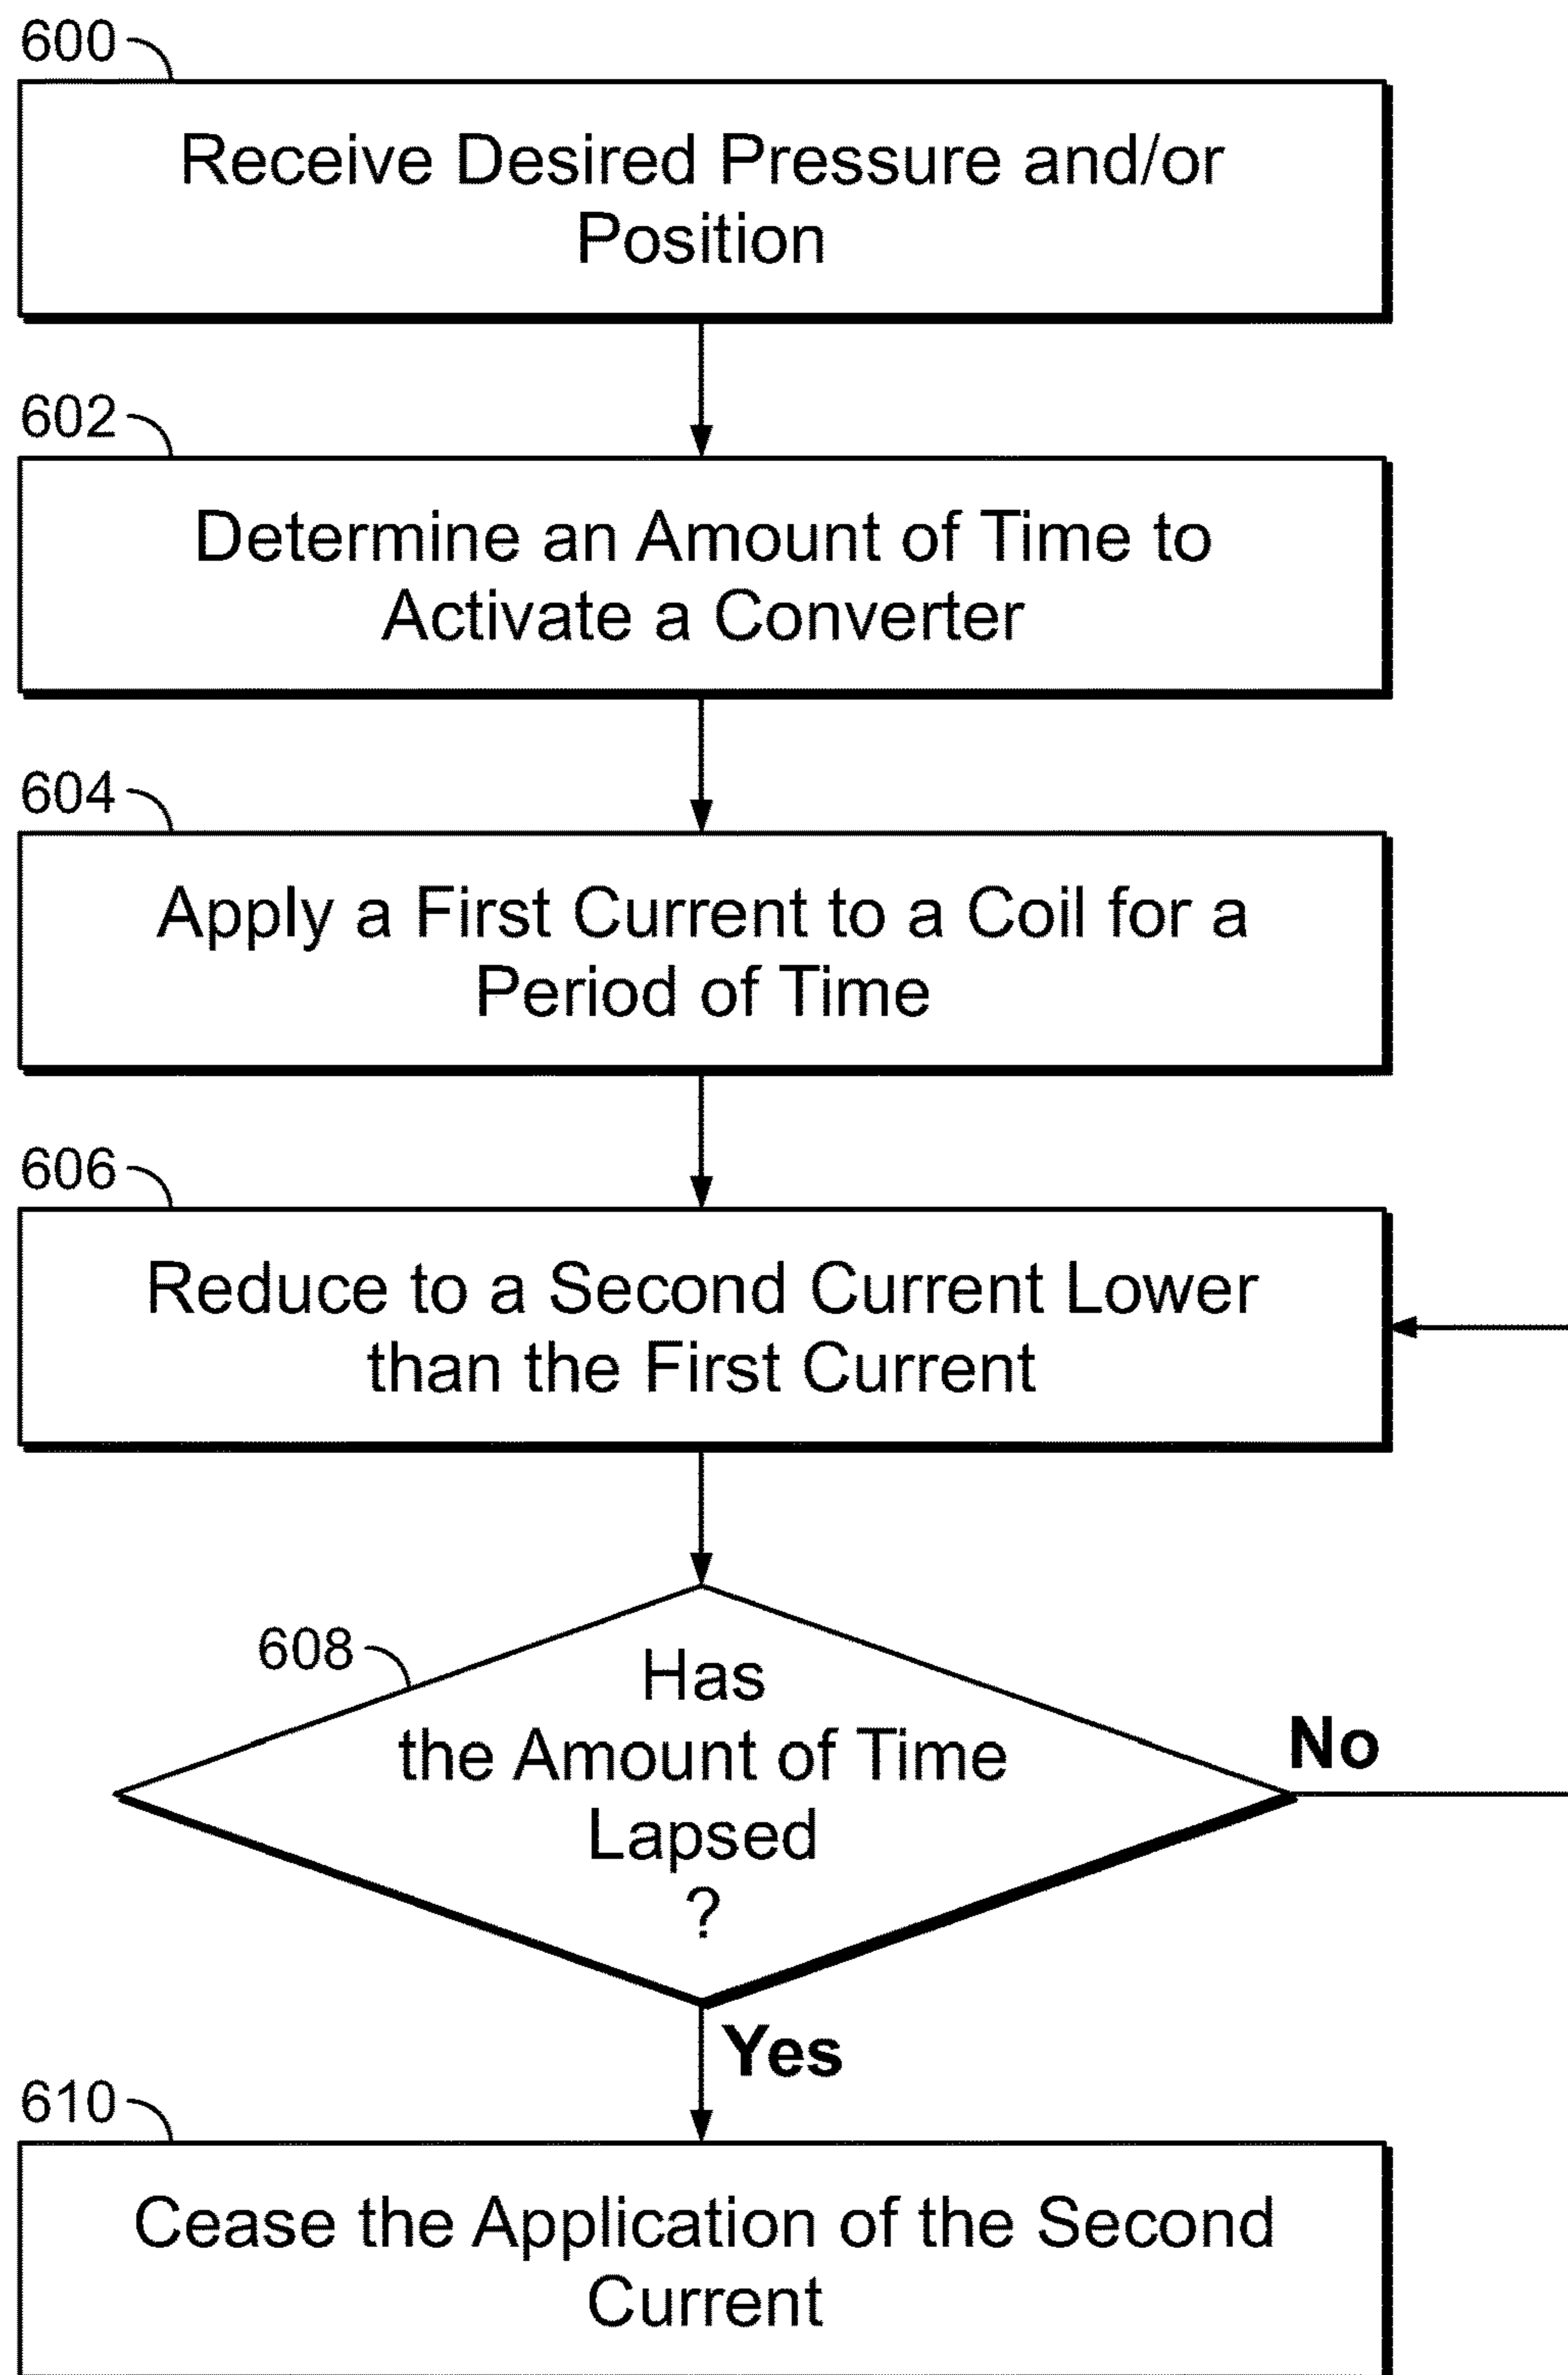 600
Receive Desired Pressure and/or
Position
602
Determine an Amount of Time to
Activate a Converter
604
Apply a First Current to a Coil for a
Period of Time
606
Reduce to a Second Current Lower
than the First Current
608
Has
the Amount of Time
Lapsed
?
No
Yes
610
Cease the Application of the Second
Current